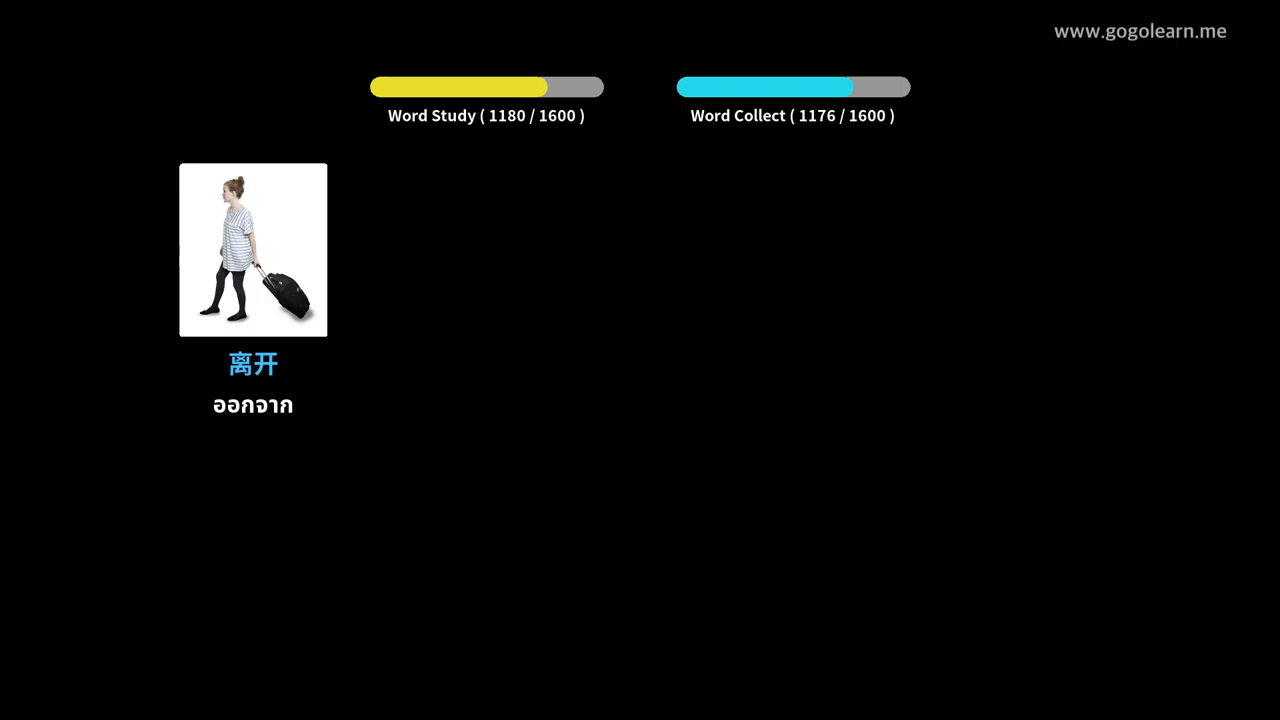 www.gogolearn.me
Word Study ( 1180 / 1600 )
Word Collect ( 1176 / 1600 )
离开
ออกจาก